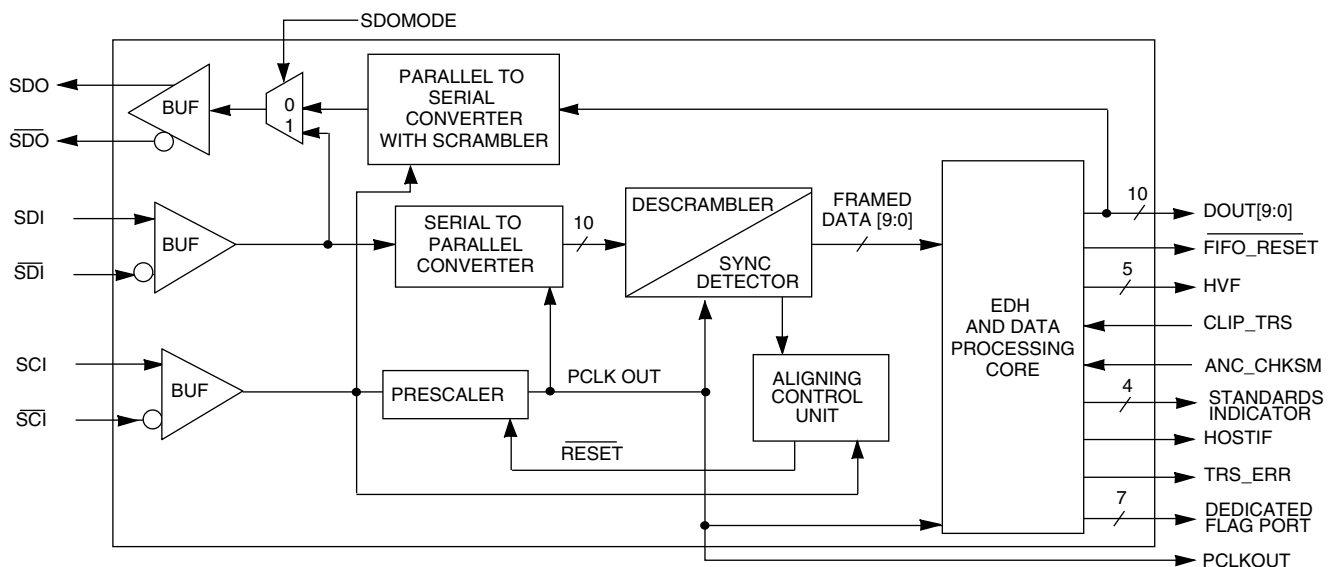 SDOMODE
SDO
SDO
BUF
0
1
PARALLEL TO
SERIAL
CONVERTER
WITH SCRAMBLER
SDI
SDI
BUF
SERIAL TO
PARALLEL
CONVERTER
10
DESCRAMBLER
SYNC
DETECTOR
FRAMED
DATA [9:0]
SCI
SCI
BUF
PRESCALER
PCLK OUT
RESET
ALIGNING
CONTROL
UNIT
EDH
AND DATA
PROCESSING
CORE
10
DOUT[9:0]
FIFO_RESET
5
HVF
CLIP_TRS
ANC_CHKSM
4
STANDARDS
INDICATOR
HOSTIF
TRS_ERR
7
DEDICATED
FLAG PORT
PCLKOUT